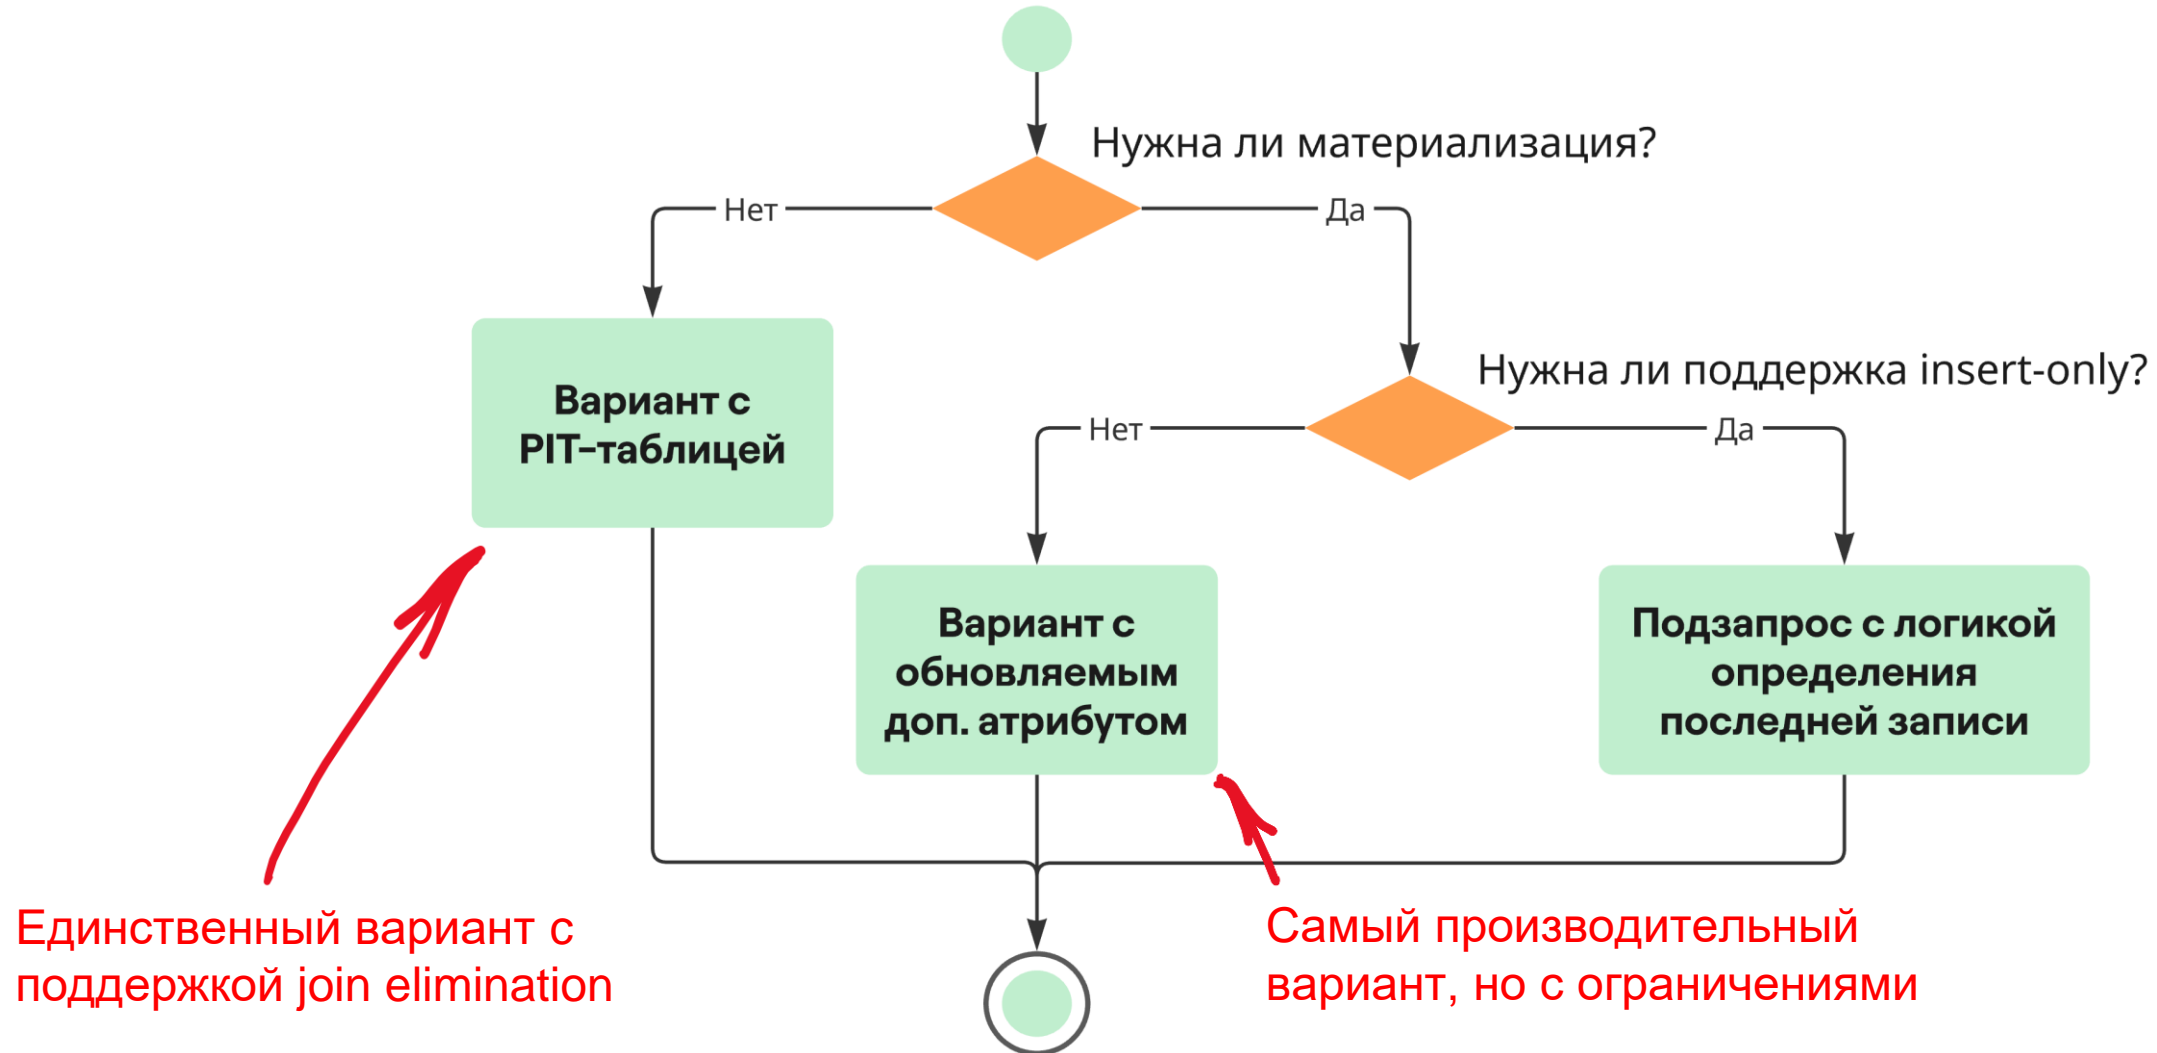 Нужна ли материализация?
Нет
Да
Вариант с
PIT-таблицей
Нужна ли поддержка insert-only?
Нет
Да
Вариант с
обновляемым
доп. атрибутом
Подзапрос с логикой
определения
последней записи
Единственный вариант с
поддержкой join elimination
Самый производительный
вариант, но с ограничениями